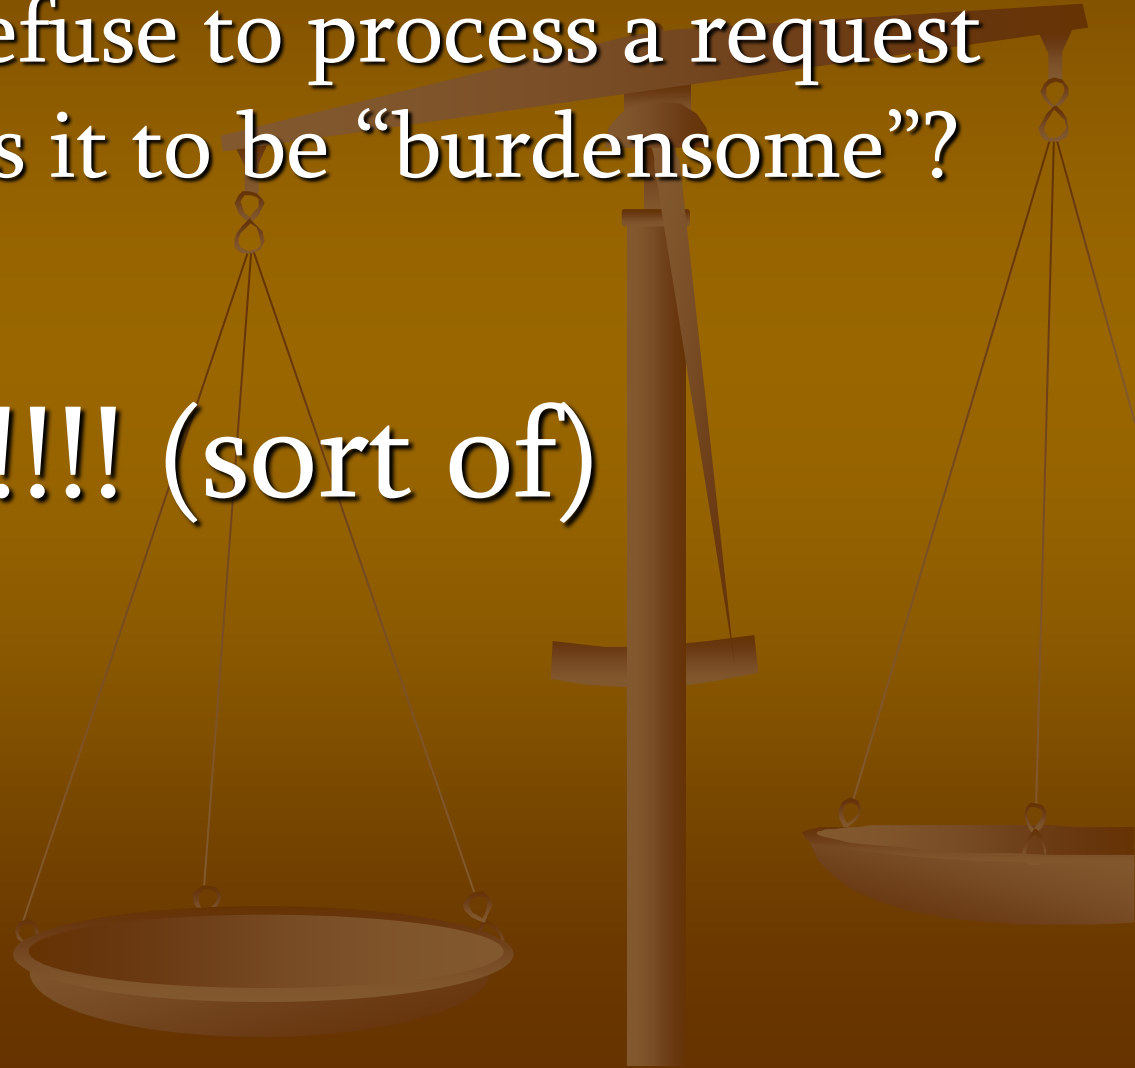 efuse to process a request
s it to be “burdensome”?
!!!! (sort of)